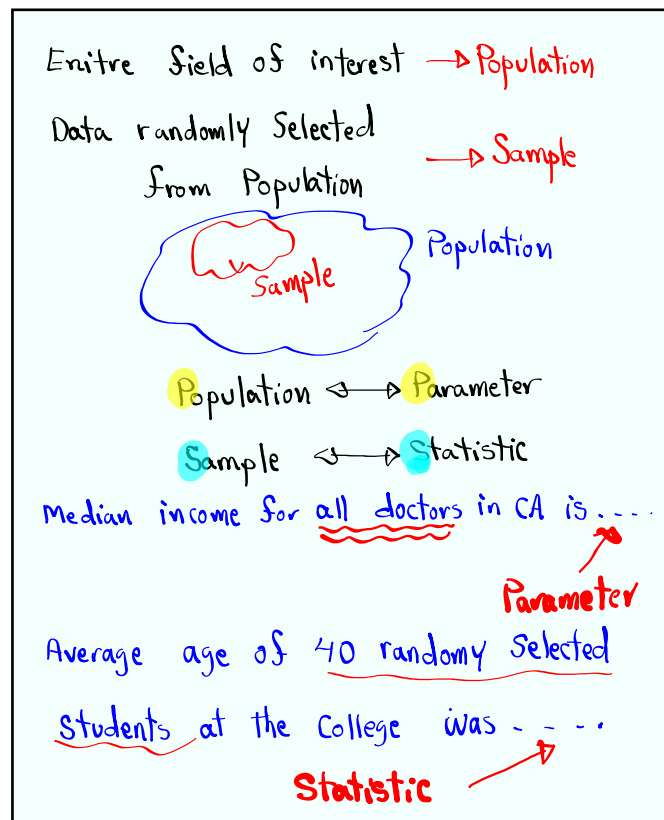 Enitre field of interest → Population
Data randomly Selected
from Population → Sample
Population
Sample
Population ↔ Parameter
Sample ↔ Statistic
Median income for all doctors in CA is ....
Parameter
Average age of 40 randomy Selected
Students at the College was ....
Statistic